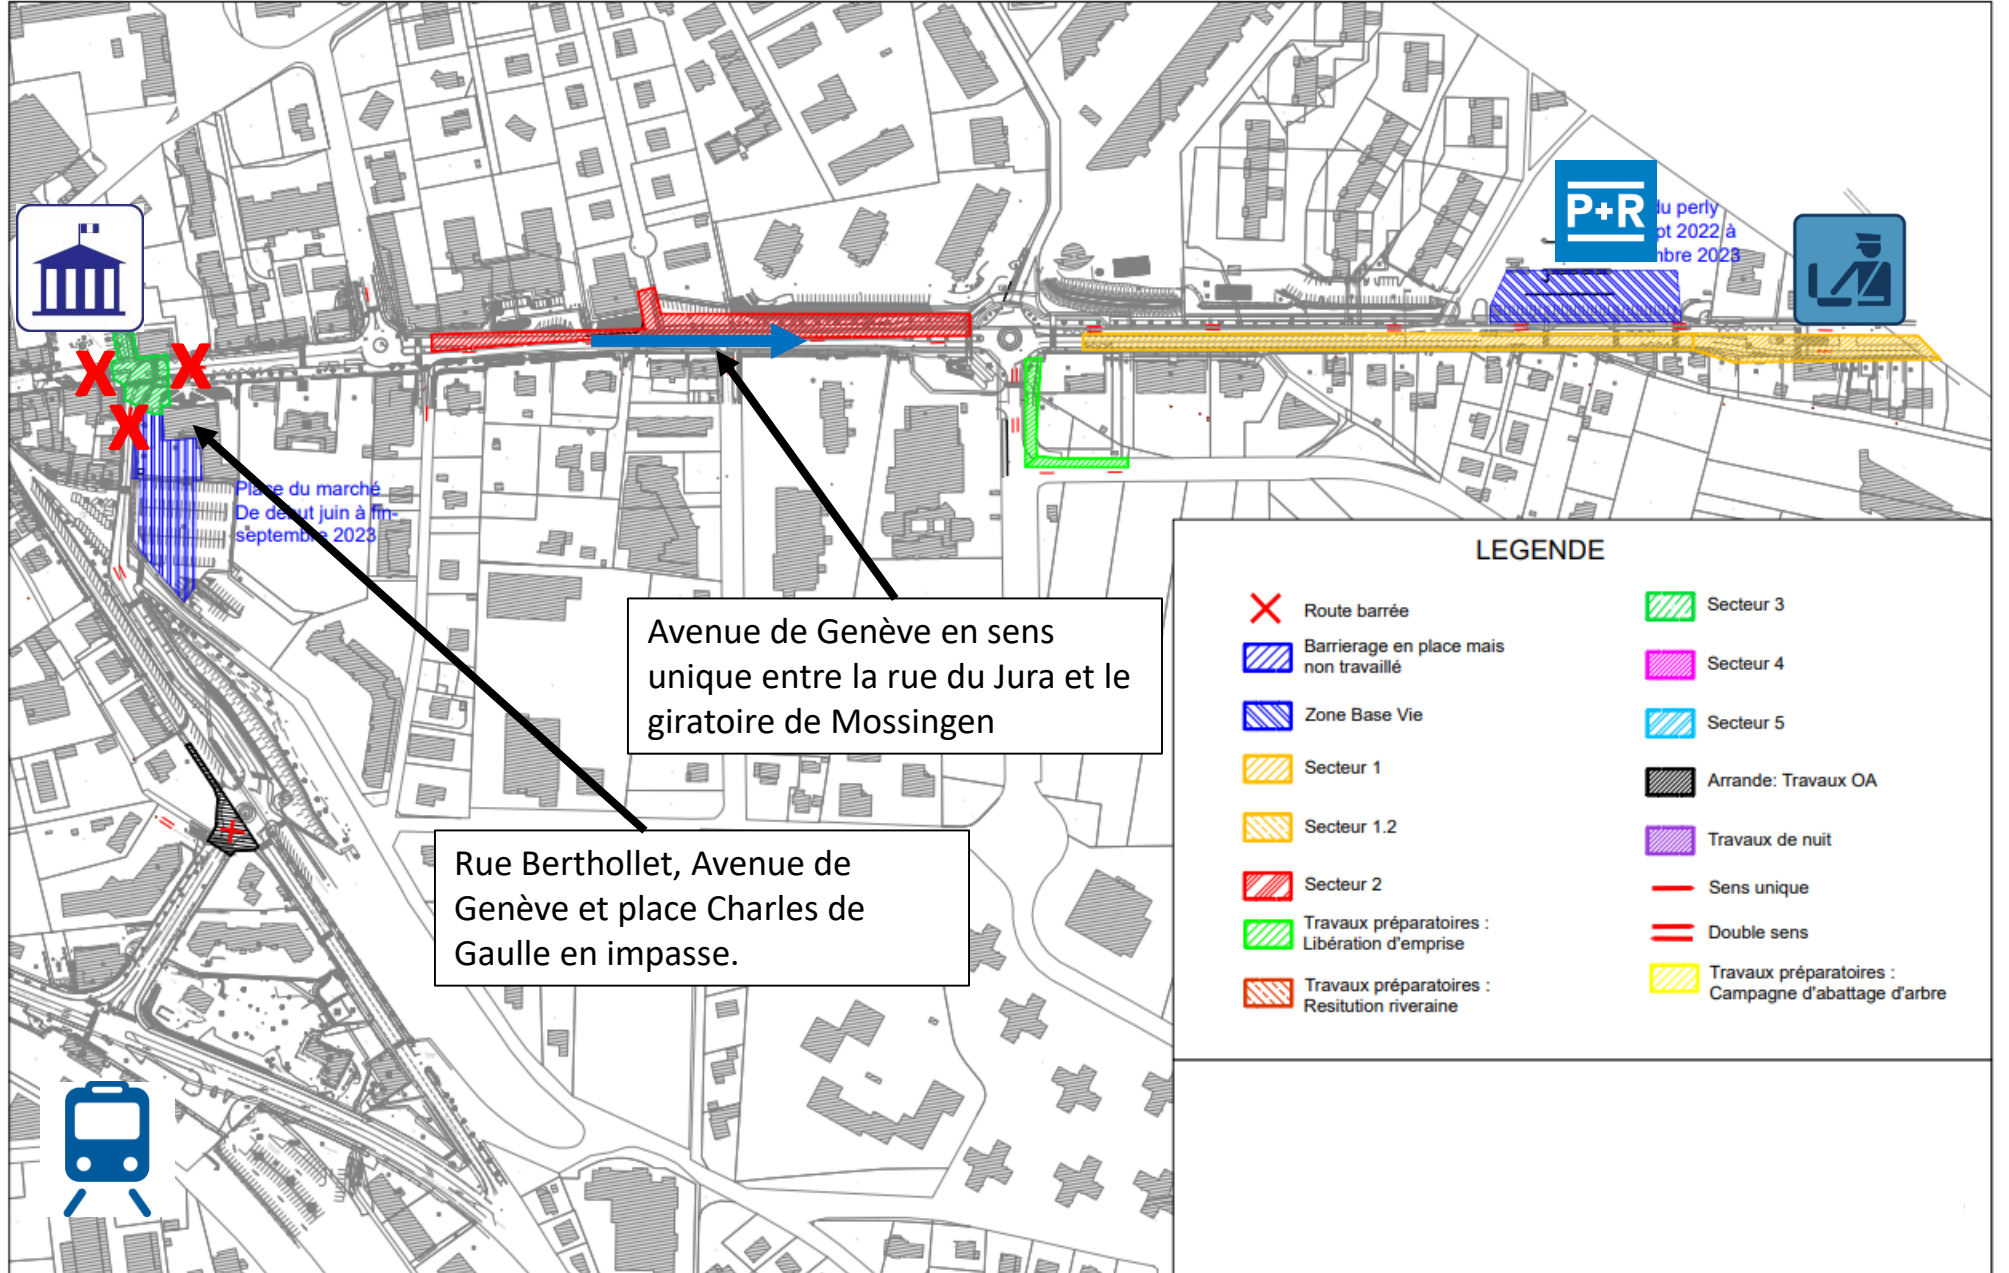 P+R
du perly
pt 2022 à
mbre 2023
X X
X
Place du marché
De début juin à fin-
septembre 2023
Avenue de Genève en sens
unique entre la rue du Jura et le
giratoire de Mossingen
Rue Berthollet, Avenue de
Genève et place Charles de
Gaulle en impasse.
LEGENDE
Route barrée
Barrierage en place mais
non travaillé
Zone Base Vie
Secteur 1
Secteur 1.2
Secteur 2
Travaux préparatoires :
Libération d'emprise
Travaux préparatoires :
Resitution riveraine
Secteur 3
Secteur 4
Secteur 5
Arrande: Travaux OA
Travaux de nuit
Sens unique
Double sens
Travaux préparatoires :
Campagne d'abattage d'arbre